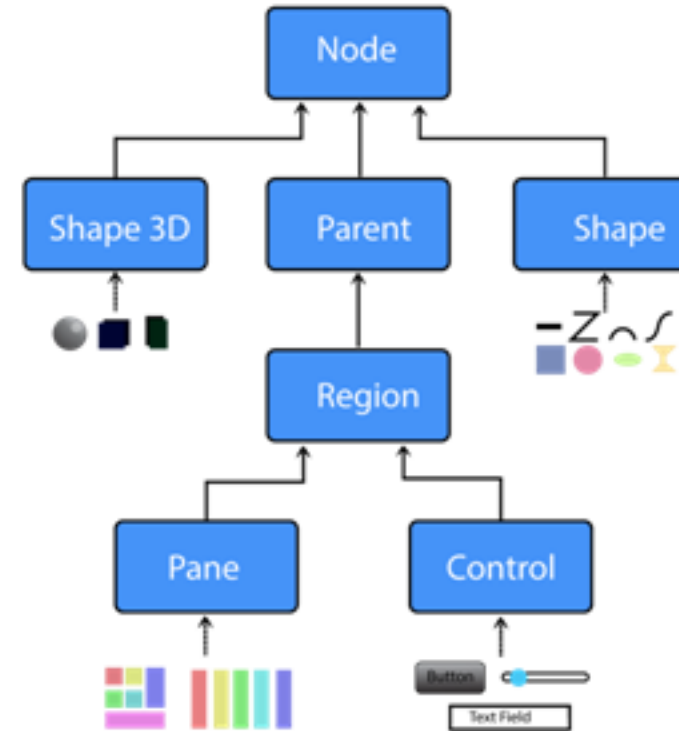 Node
Shape 3D
Parent
Shape
Region
Pane
Control
Button
Text Field